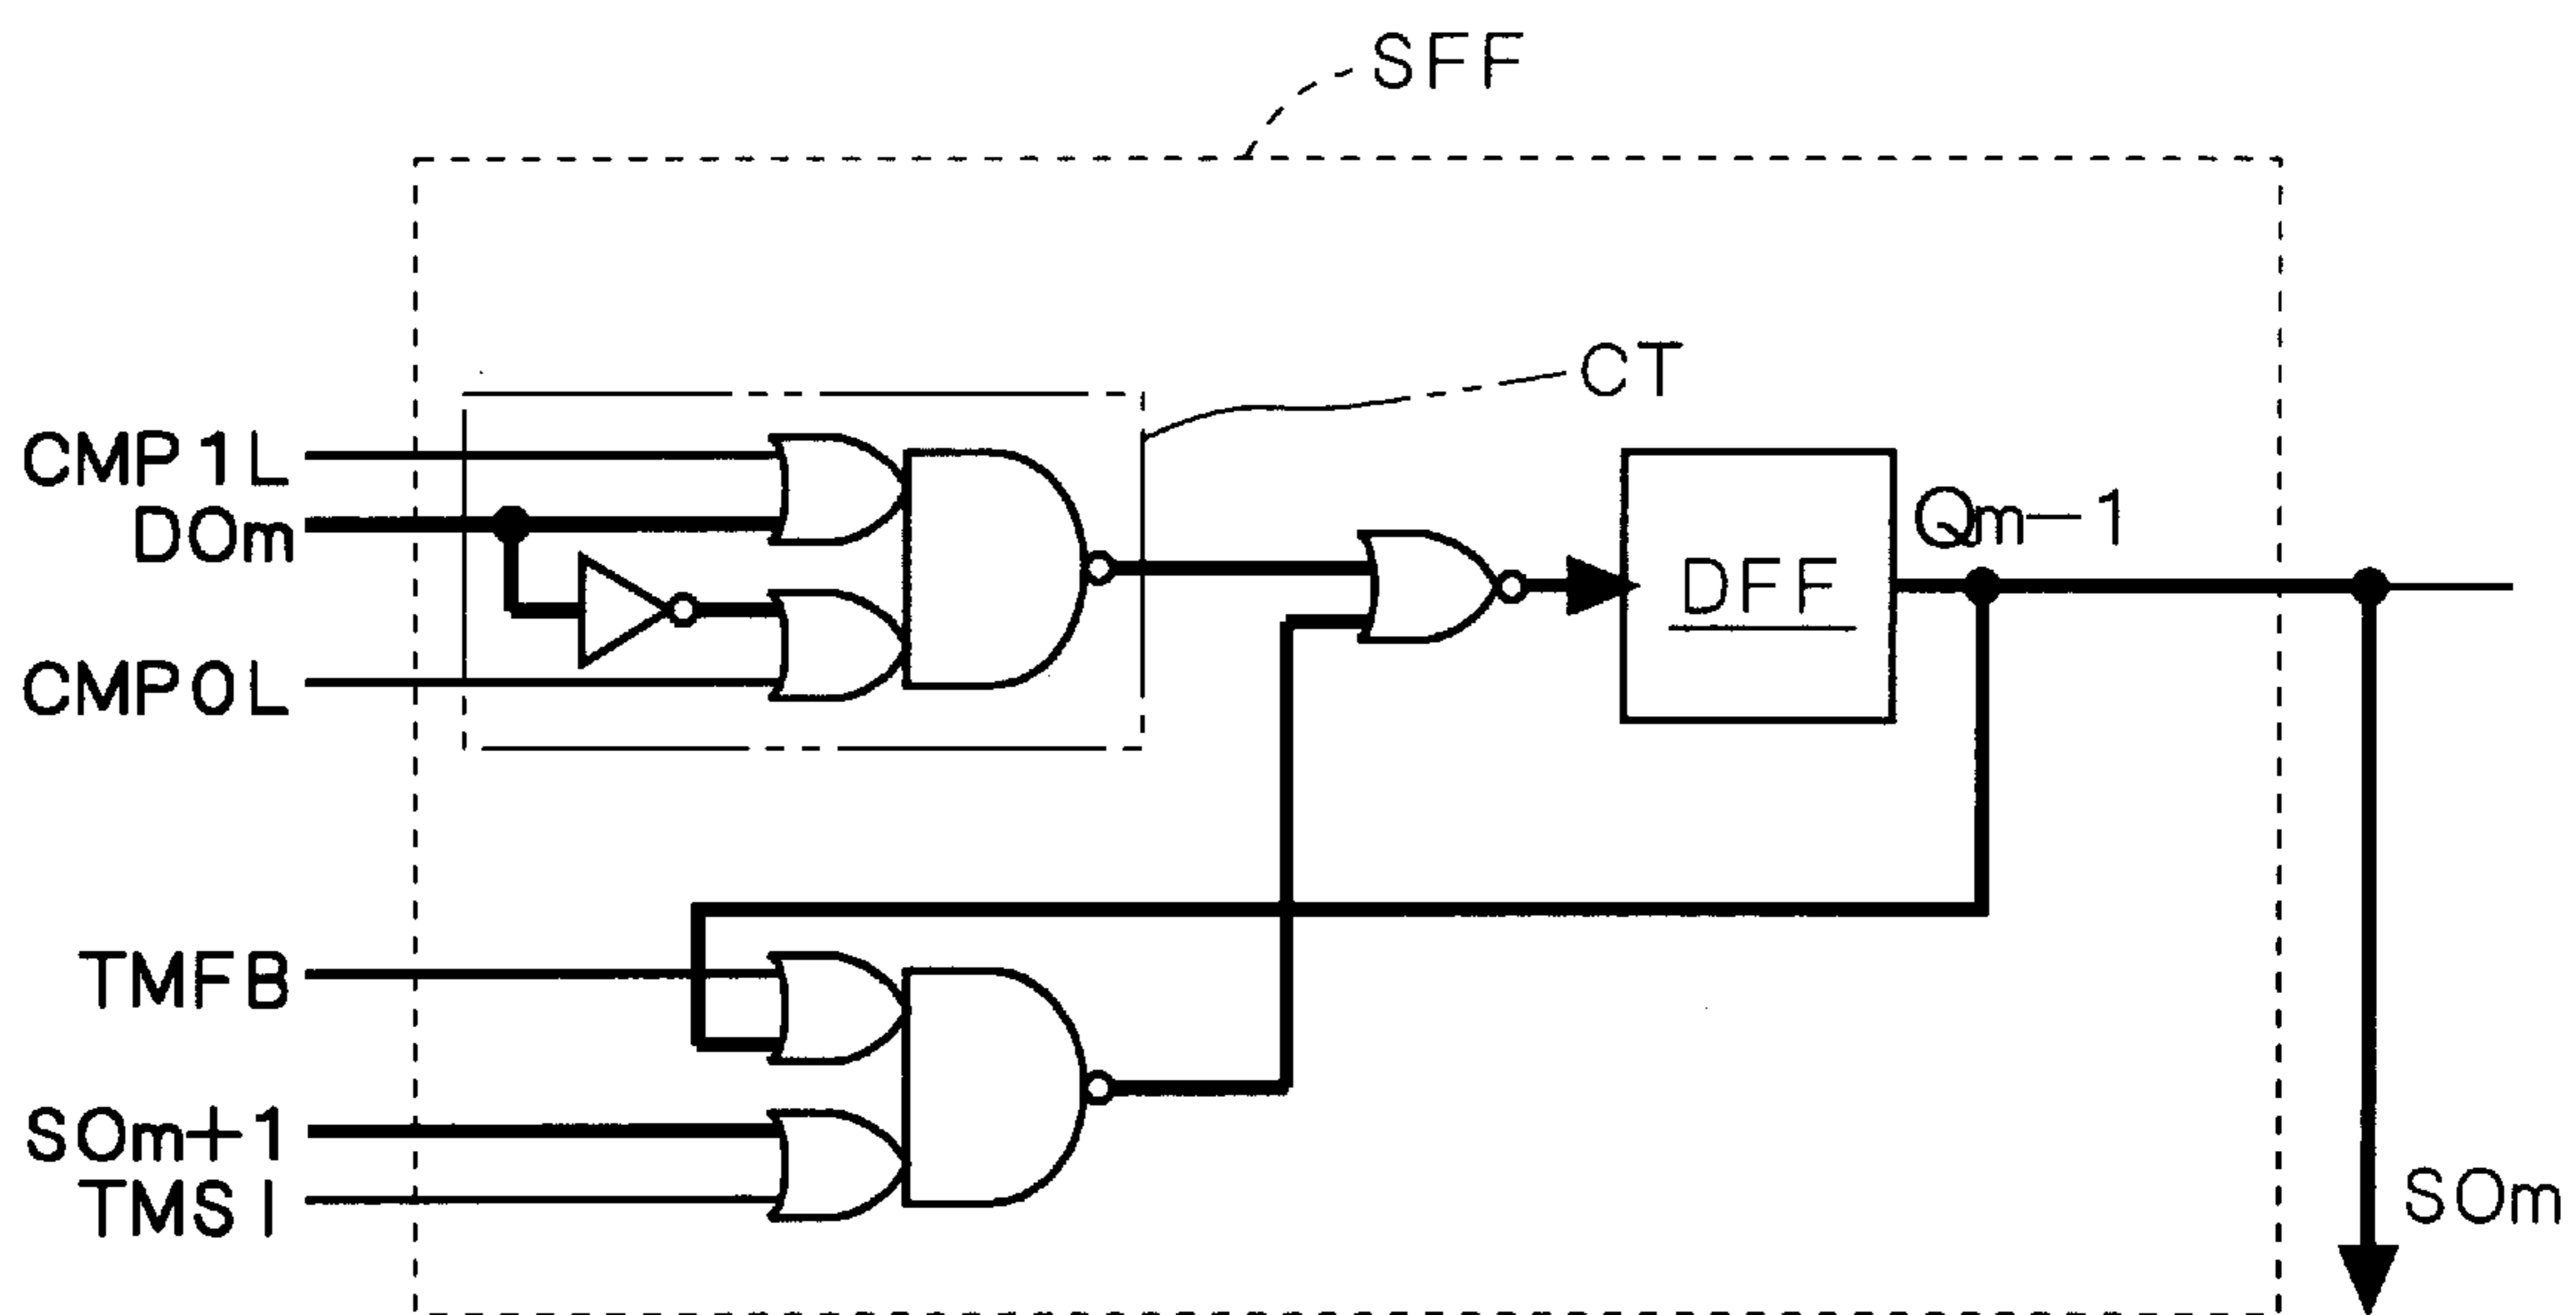 SFF
CT
CMP1L
DOm
CMP0L
Qm-1
DFF
TMFB
SOm+1
TMSI
SOm